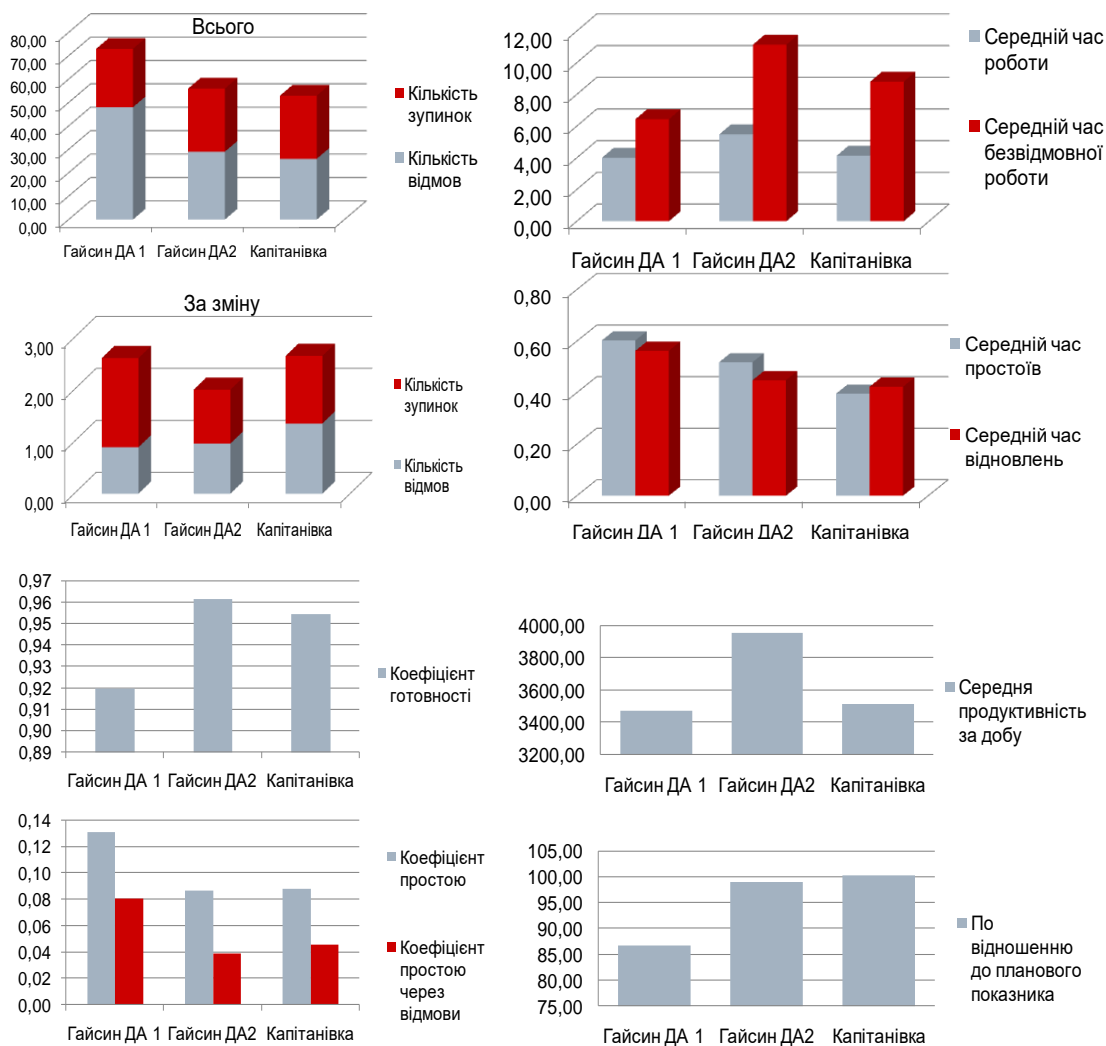 Всього
80,00
70,00
60,00
50,00
40,00
30,00
20,00
10,00
0,00
Гайсин ДА 1 Гайсин ДА2 Капітанівка
Кількість
зупинок
Кількість
відмов
12,00
10,00
8,00
6,00
4,00
2,00
0,00
Гайсин ДА 1 Гайсин ДА2 Капітанівка
Середній час
роботи
Середній час
безвідмовної
роботи
За зміну
3,00
2,00
1,00
0,00
Гайсин ДА 1 Гайсин ДА2 Капітанівка
Кількість
зупинок
Кількість
відмов
0,80
0,60
0,40
0,20
0,00
Гайсин ДА 1 Гайсин ДА2 Капітанівка
Середній час
простоїв
Середній час
відновлень
0,97
0,96
0,95
0,94
0,93
0,92
0,91
0,90
0,89
Гайсин ДА 1 Гайсин ДА2 Капітанівка
Коефіцієнт
готовності
4000,00
3800,00
3600,00
3400,00
3200,00
Гайсин ДА 1 Гайсин ДА2 Капітанівка
Середня
продуктивність
за добу
0,14
0,12
0,10
0,08
0,06
0,04
0,02
0,00
Гайсин ДА 1 Гайсин ДА2 Капітанівка
Коефіцієнт
простою
Коефіцієнт
простою
через
відмови
105,00
100,00
95,00
90,00
85,00
80,00
75,00
Гайсин ДА 1 Гайсин ДА2 Капітанівка
По
відношенню
до планового
показника